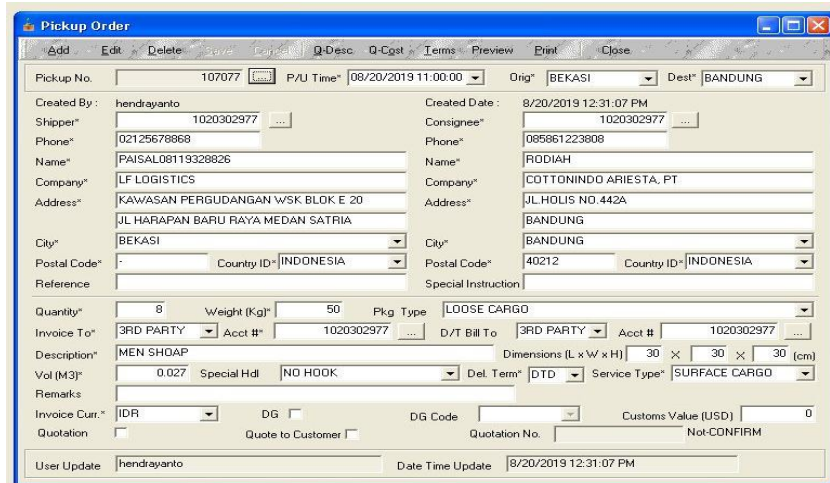 Pickup Order
Add Edit Delete Save Cancel Q-Desc Q-Cost Terms Preview Print Close
Pickup No. 107077 ... P/U Time* 08/20/2019 11:00:00 Orig* BEKASI Dest* BANDUNG
Created By : hendrayanto Created Date : 8/20/2019 12:31:07 PM
Shipper* 1020302977 ... Consignee* 1020302977 ...
Phone* 02125678868 Phone* 085861223808
Name* PAISAL08119328826 Name* RODIAH
Company* LF LOGISTICS Company* COTTONINDO ARIESTA, PT
Address* KAWASAN PERGUDANGAN WSK BLOK E 20 Address* JL.HOLIS NO.442A
JL HARAPAN BARU RAYA MEDAN SATRIA BANDUNG
City* BEKASI City* BANDUNG
Postal Code* - Country ID* INDONESIA Postal Code* 40212 Country ID* INDONESIA
Reference Special Instruction
Quantity* 8 Weight (Kg)* 50 Pkg Type LOOSE CARGO
Invoice To* 3RD PARTY Acct #* 1020302977 ... D/T Bill To 3RD PARTY Acct # 1020302977 ...
Description* MEN SHOAP Dimensions (L x W x H) 30 X 30 X 30 (cm)
Vol (M3)* 0.027 Special Hdl NO HOOK Del. Term* DTD Service Type* SURFACE CARGO
Remarks
Invoice Curr.* IDR DG DG Code Customs Value (USD) 0
Quotation Quote to Customer Quotation No. Not-CONFIRM
User Update hendrayanto Date Time Update 8/20/2019 12:31:07 PM